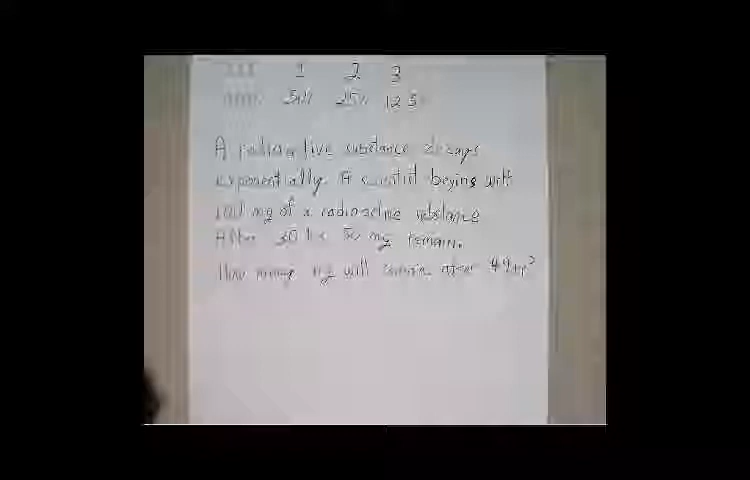 1 2 3
50% 25% 12.5
A radioactive substance decays
exponentially. A scientist begins with
100 mg of a radioactive substance.
After 30 hr 50 mg remain.
How many mg will remain after